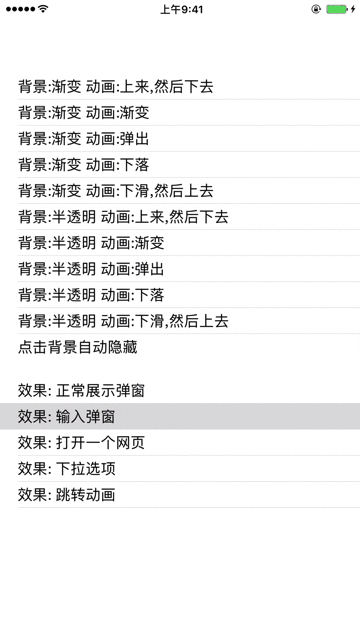 上午9:41
背景:渐变 动画:上来,然后下去
背景:渐变 动画:渐变
背景:渐变 动画:弹出
背景:渐变 动画:下落
背景:渐变 动画:下滑,然后上去
背景:半透明 动画:上来,然后下去
背景:半透明 动画:渐变
背景:半透明 动画:弹出
背景:半透明 动画:下落
背景:半透明 动画:下滑,然后上去
点击背景自动隐藏
效果: 正常展示弹窗
效果: 输入弹窗
效果: 打开一个网页
效果: 下拉选项
效果: 跳转动画